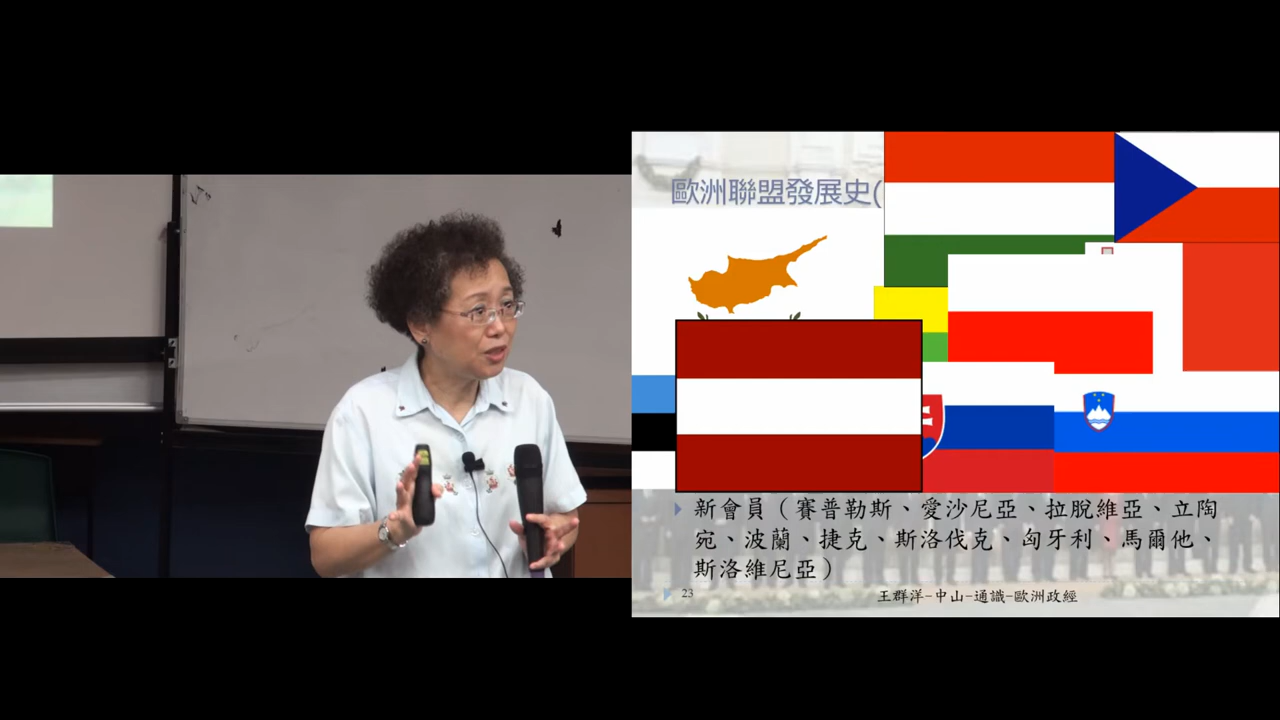 歐洲聯盟發展史(
新會員（賽普勒斯、愛沙尼亞、拉脫維亞、立陶
宛、波蘭、捷克、斯洛伐克、匈牙利、馬爾他、
斯洛維尼亞）
23
王群洋-中山-通識-歐洲政經